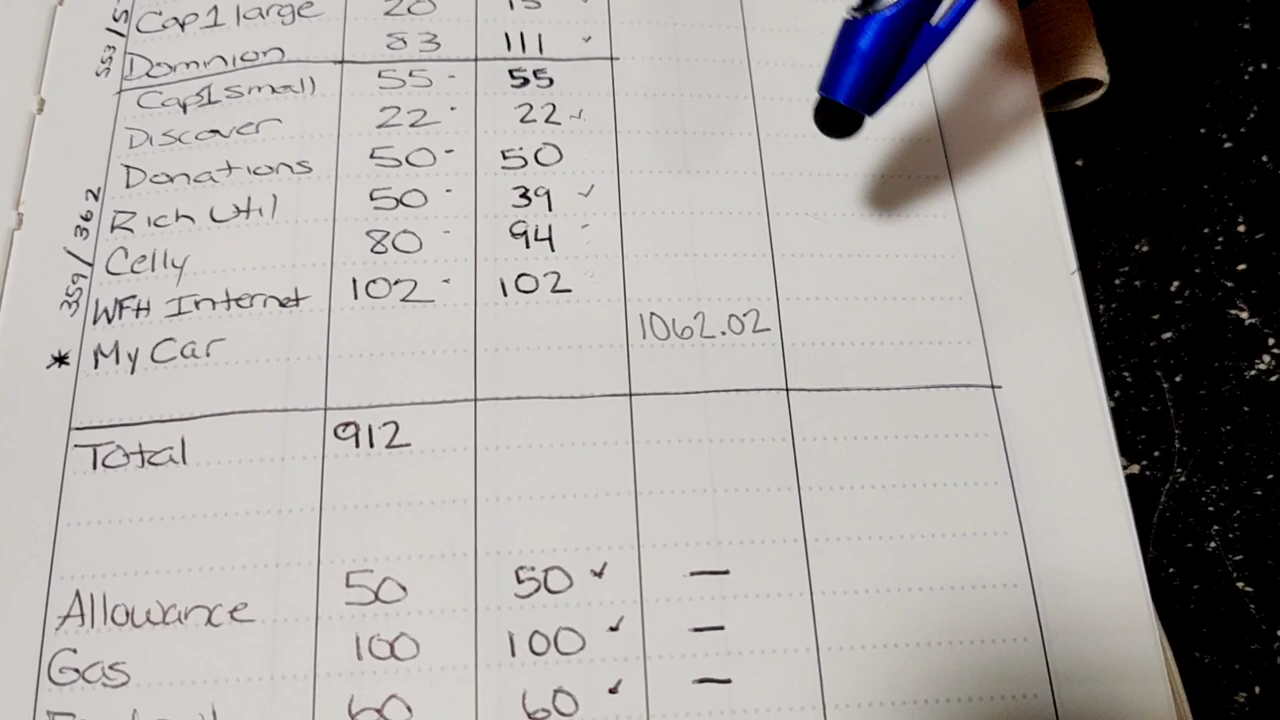 553/5
Cap1 large 20 15
Domnion 83 111 ✓
Cap1 small 55 - 55
Discover 22 - 22 ✓
Donations 50 - 50
Rich Util 50 - 39 ✓
359/362
Celly 80 - 94 -
WFH Internet 102 - 102
* My Car 1062.02
Total 912
Allowance 50 50 ✓ —
Gas 100 100 ✓ —
60 60 ✓ —